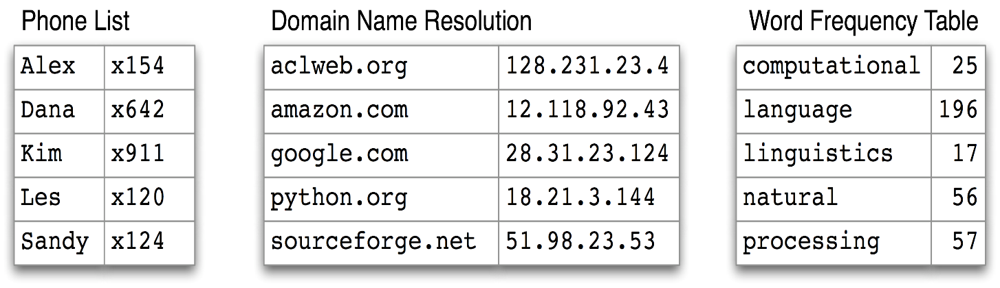 Phone List
Alex x154
Dana x642
Kim x911
Les x120
Sandy x124
Domain Name Resolution
aclweb.org 128.231.23.4
amazon.com 12.118.92.43
google.com 28.31.23.124
python.org 18.21.3.144
sourceforge.net 51.98.23.53
Word Frequency Table
computational 25
language 196
linguistics 17
natural 56
processing 57